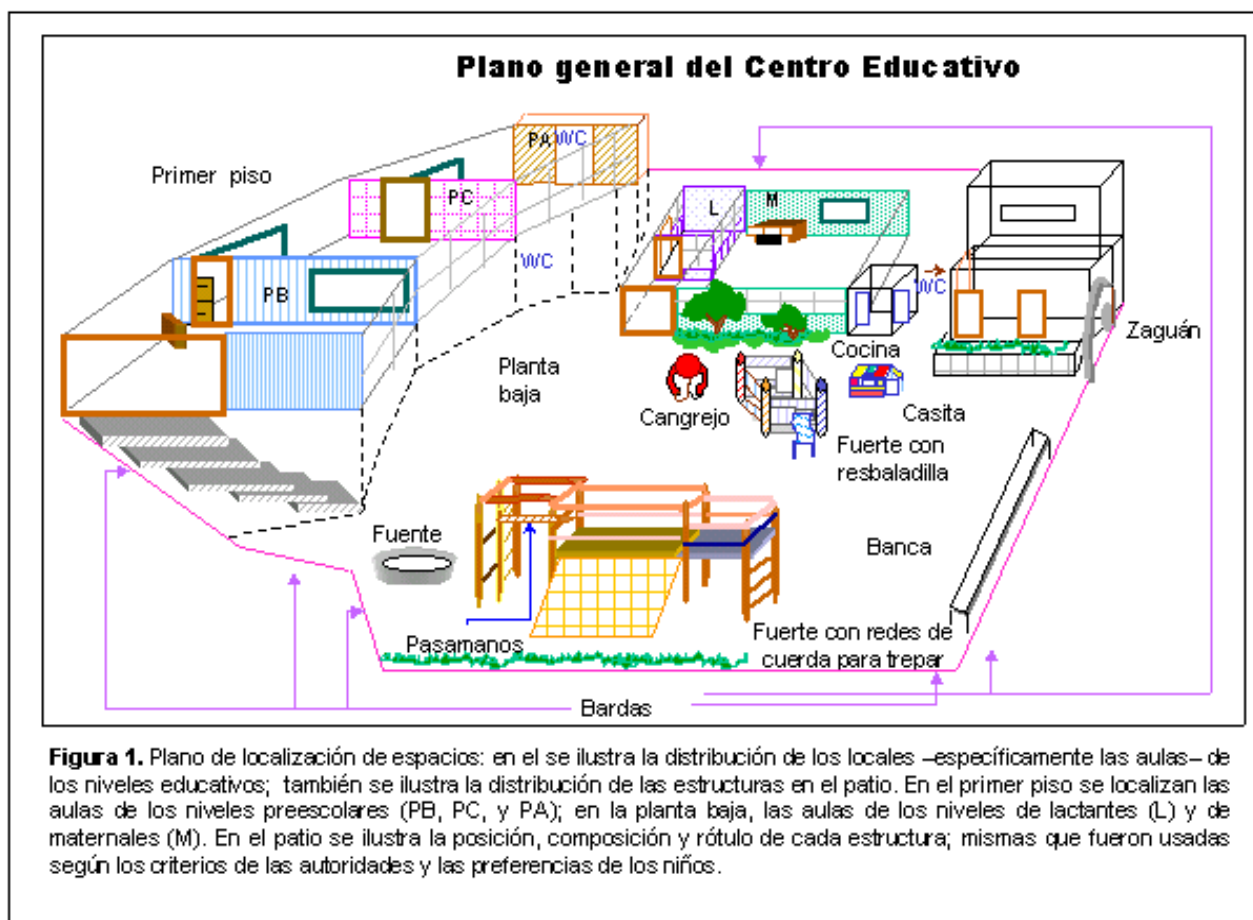 Plano general del Centro Educativo
PA
WC
Primer piso
PC
L
M
WC
PB
WC
Zaguán
Cocina
Planta
baja
Cangrejo
Casita
Fuerte con
resbaladilla
Fuente
Banca
Pasamanos
Fuerte con redes de
cuerda para trepar
Bardas
Figura 1. Plano de localización de espacios: en el se ilustra la distribución de los locales –específicamente las aulas– de
los niveles educativos; también se ilustra la distribución de las estructuras en el patio. En el primer piso se localizan las
aulas de los niveles preescolares (PB, PC, y PA); en la planta baja, las aulas de los niveles de lactantes (L) y de
maternales (M). En el patio se ilustra la posición, composición y rótulo de cada estructura; mismas que fueron usadas
según los criterios de las autoridades y las preferencias de los niños.